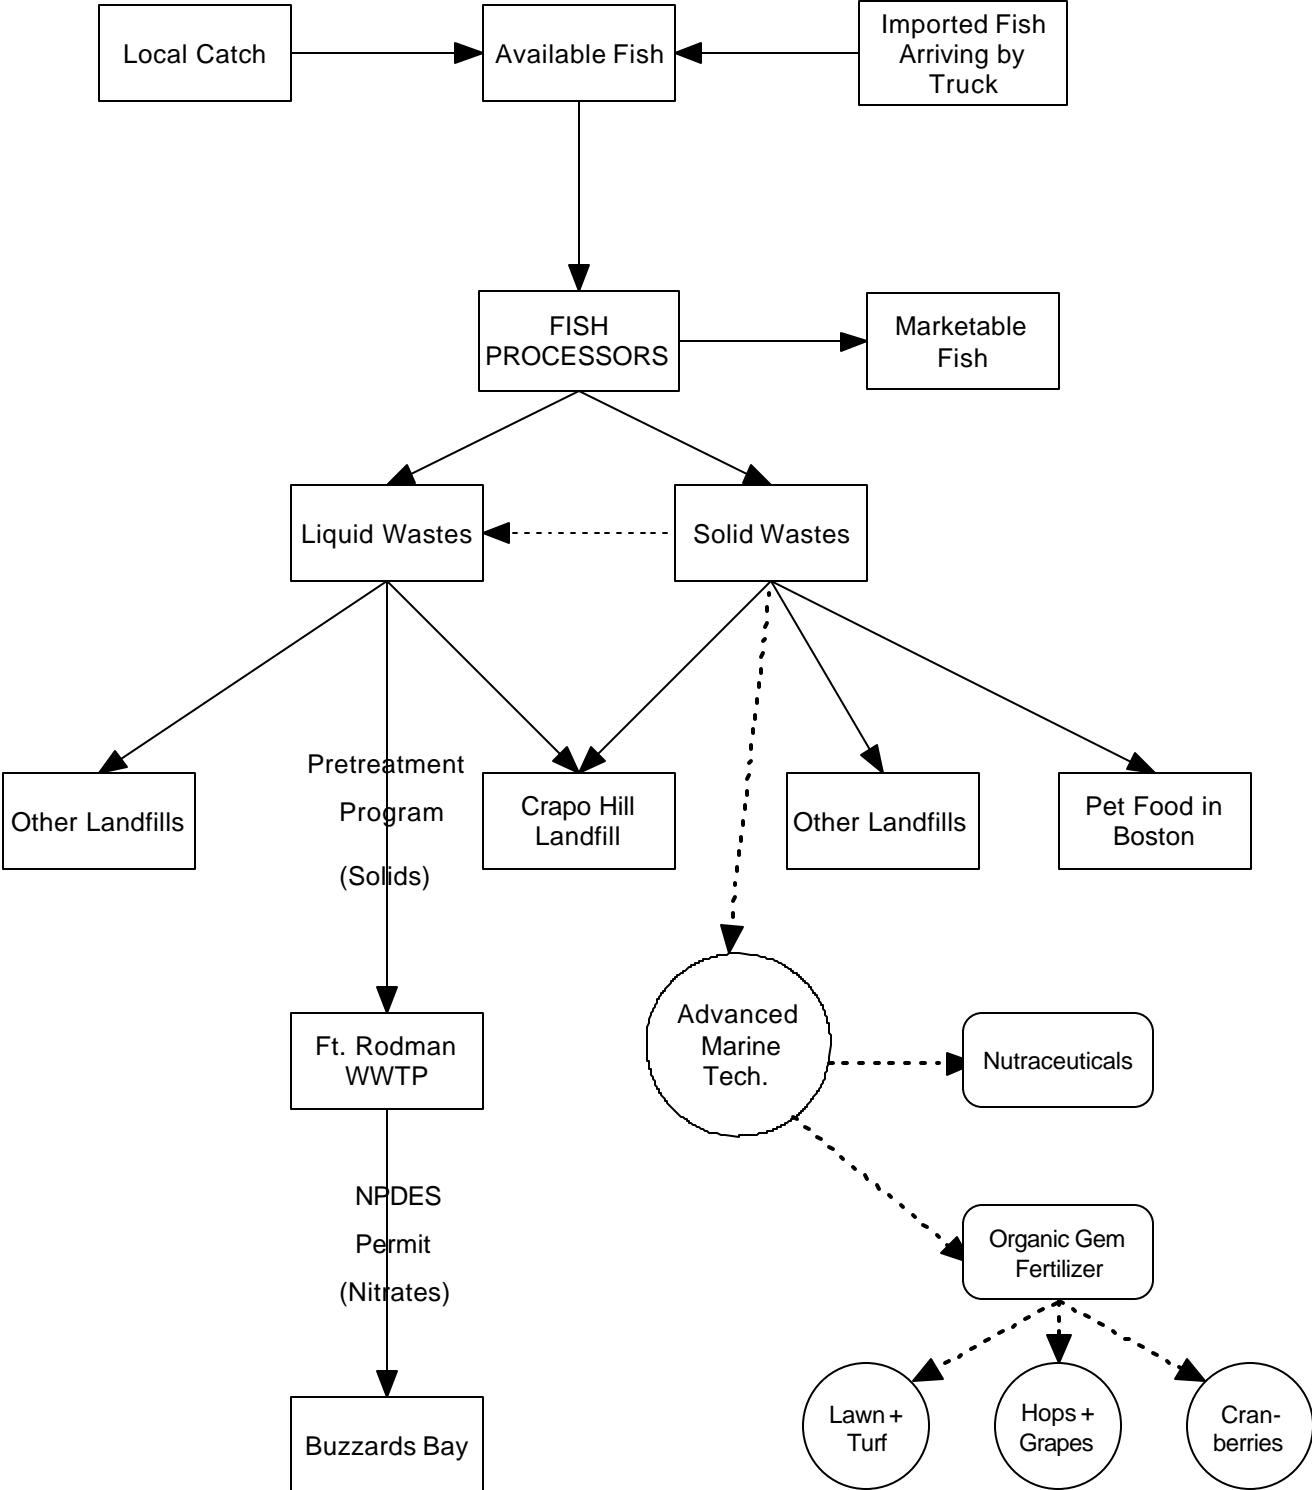 Local Catch
Available Fish
Imported Fish
Arriving by
Truck
FISH
PROCESSORS
Marketable
Fish
Liquid Wastes
Solid Wastes
Other Landfills
Pretreatment
Program
(Solids)
Crapo Hill
Landfill
Other Landfills
Pet Food in
Boston
Ft. Rodman
WWTP
Advanced
Marine
Tech.
Nutraceuticals
NPDES
Permit
(Nitrates)
Organic Gem
Fertilizer
Buzzards Bay
Lawn +
Turf
Hops +
Grapes
Cran-
berries